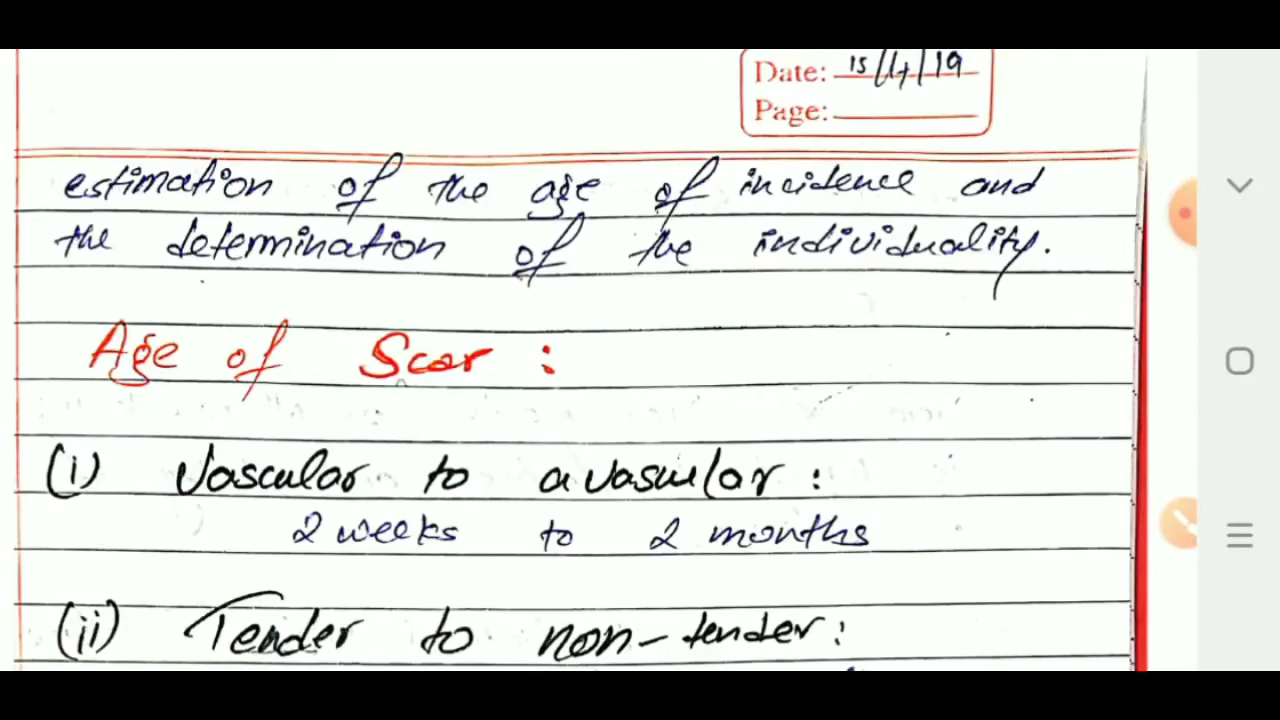 Date: 15/4/19
Page:
estimation of the age of incidence and
the determination of the individuality.
Age of Scar :
(i) Vascular to avascular :
2 weeks to 2 months
(ii) Tender to non-tender :